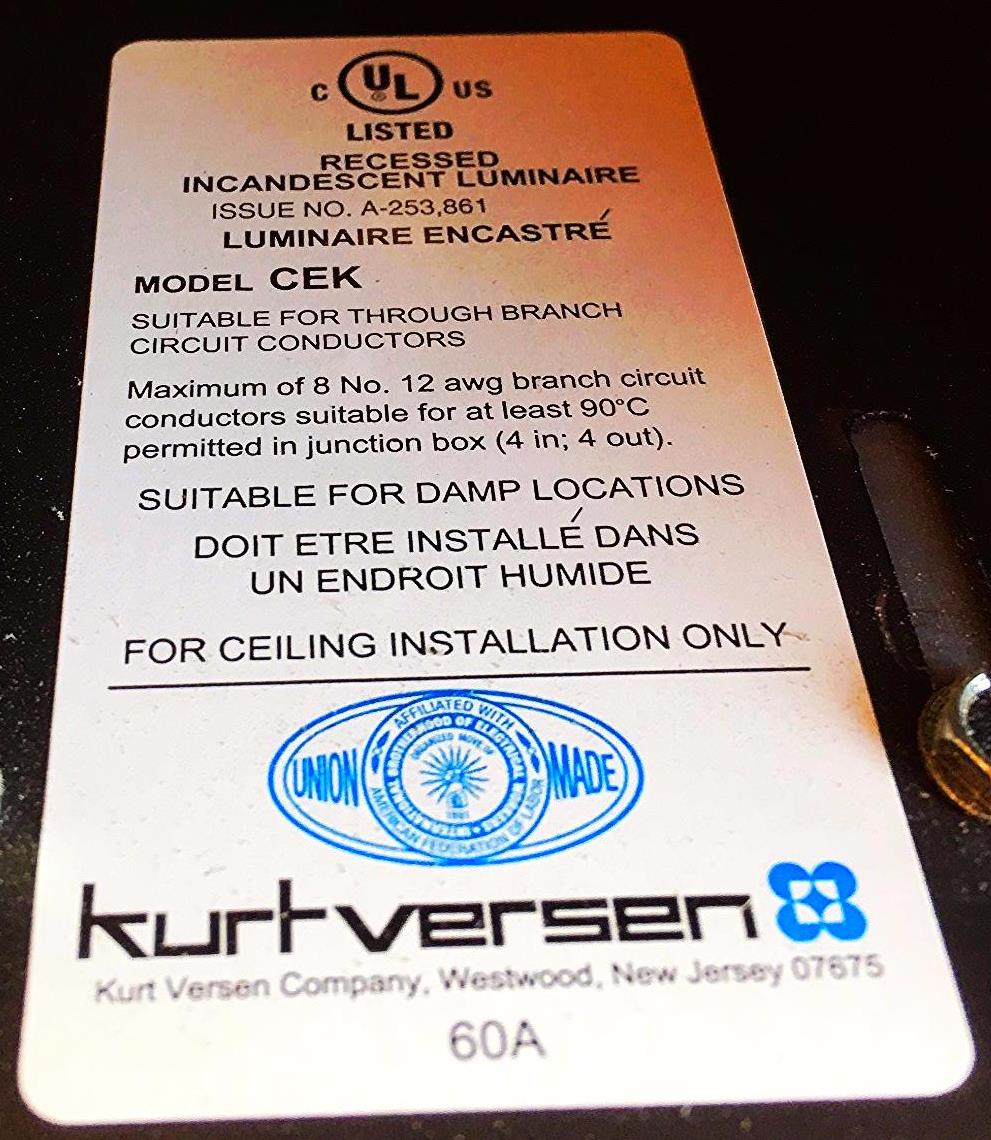 C UL ® US
LISTED
RECESSED
INCANDESCENT LUMINAIRE
ISSUE NO. A-253,861
LUMINAIRE ENCASTRÉ
MODEL CEK
SUITABLE FOR THROUGH BRANCH
CIRCUIT CONDUCTORS
Maximum of 8 No. 12 awg branch circuit
conductors suitable for at least 90°C
permitted in junction box (4 in; 4 out).
SUITABLE FOR DAMP LOCATIONS
DOIT ETRE INSTALLÉ DANS
UN ENDROIT HUMIDE
FOR CEILING INSTALLATION ONLY
AFFILIATED WITH
UNION MADE
AMERICAN FEDERATION OF LABOR
kurt versen
Kurt Versen Company, Westwood, New Jersey 07675
60A